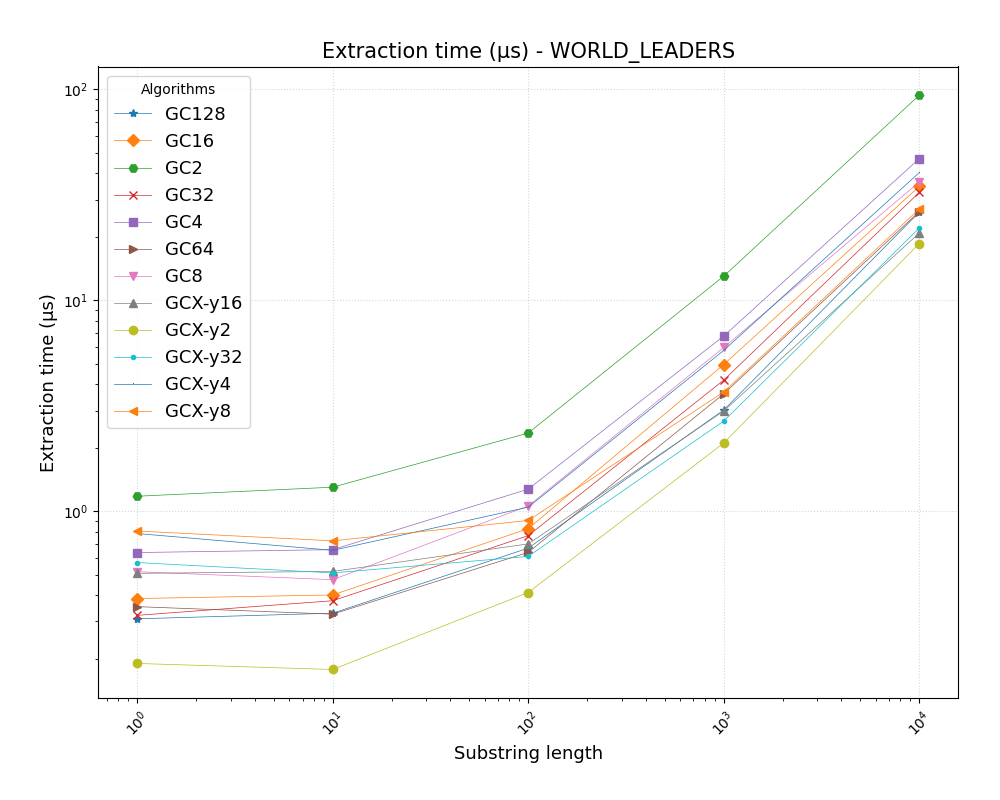 Extraction time (µs) - WORLD_LEADERS
Algorithms
GC128
GC16
GC2
GC32
GC4
GC64
GC8
GCX-y16
GCX-y2
GCX-y32
GCX-y4
GCX-y8
Extraction time (µs)
10²
10¹
10⁰
10⁰
10¹
10²
10³
10⁴
Substring length